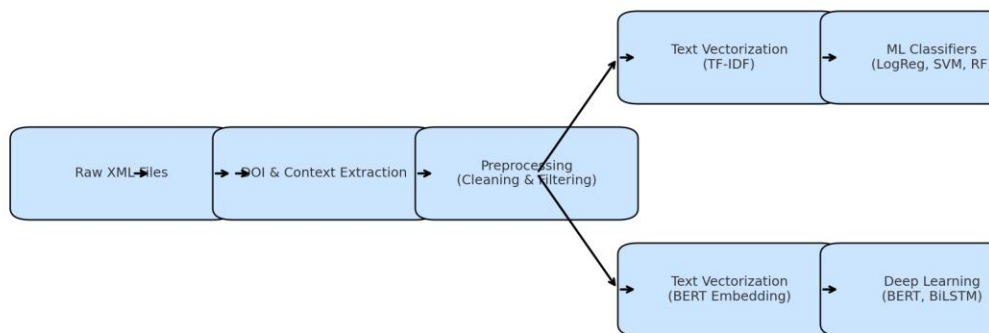 Raw XML Files
DOI & Context Extraction
Preprocessing
(Cleaning & Filtering)
Text Vectorization
(TF-IDF)
ML Classifiers
(LogReg, SVM, RF)
Text Vectorization
(BERT Embedding)
Deep Learning
(BERT, BiLSTM)